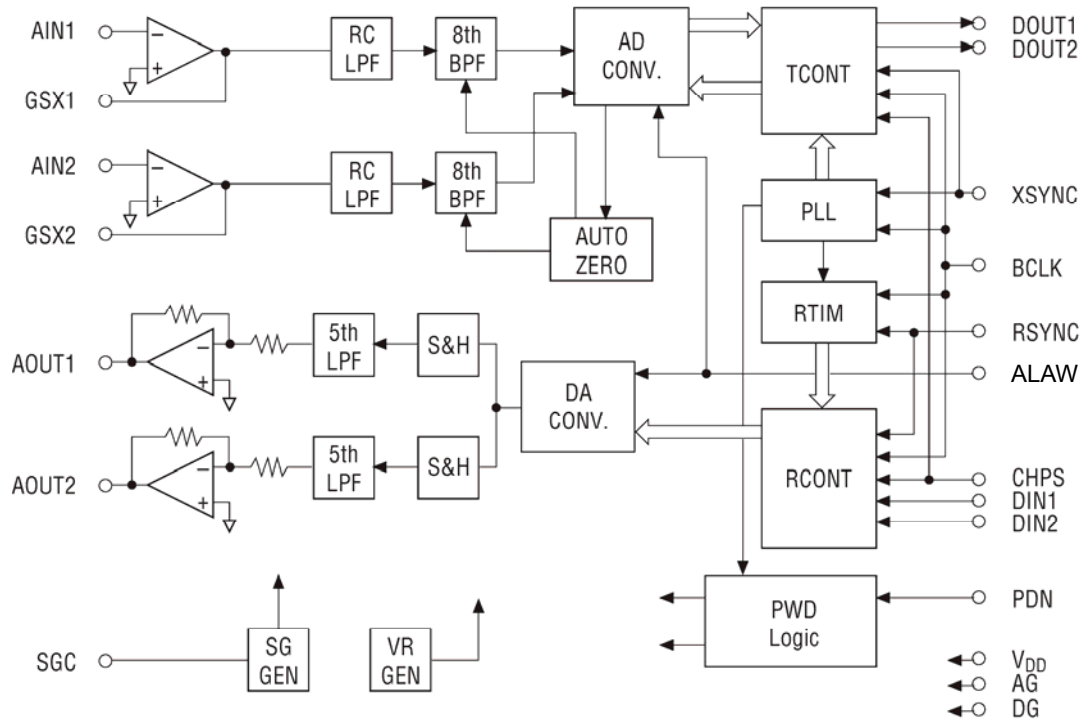 AIN1
GSX1
AIN2
GSX2
−
+
−
+
RC
LPF
8th
BPF
RC
LPF
8th
BPF
AD
CONV.
AUTO
ZERO
TCONT
PLL
RTIM
RCONT
DOUT1
DOUT2
XSYNC
BCLK
RSYNC
ALAW
CHPS
DIN1
DIN2
AOUT1
AOUT2
−
+
−
+
5th
LPF
S&H
5th
LPF
S&H
DA
CONV.
SGC
SG
GEN
VR
GEN
PWD
Logic
PDN
VDD
AG
DG